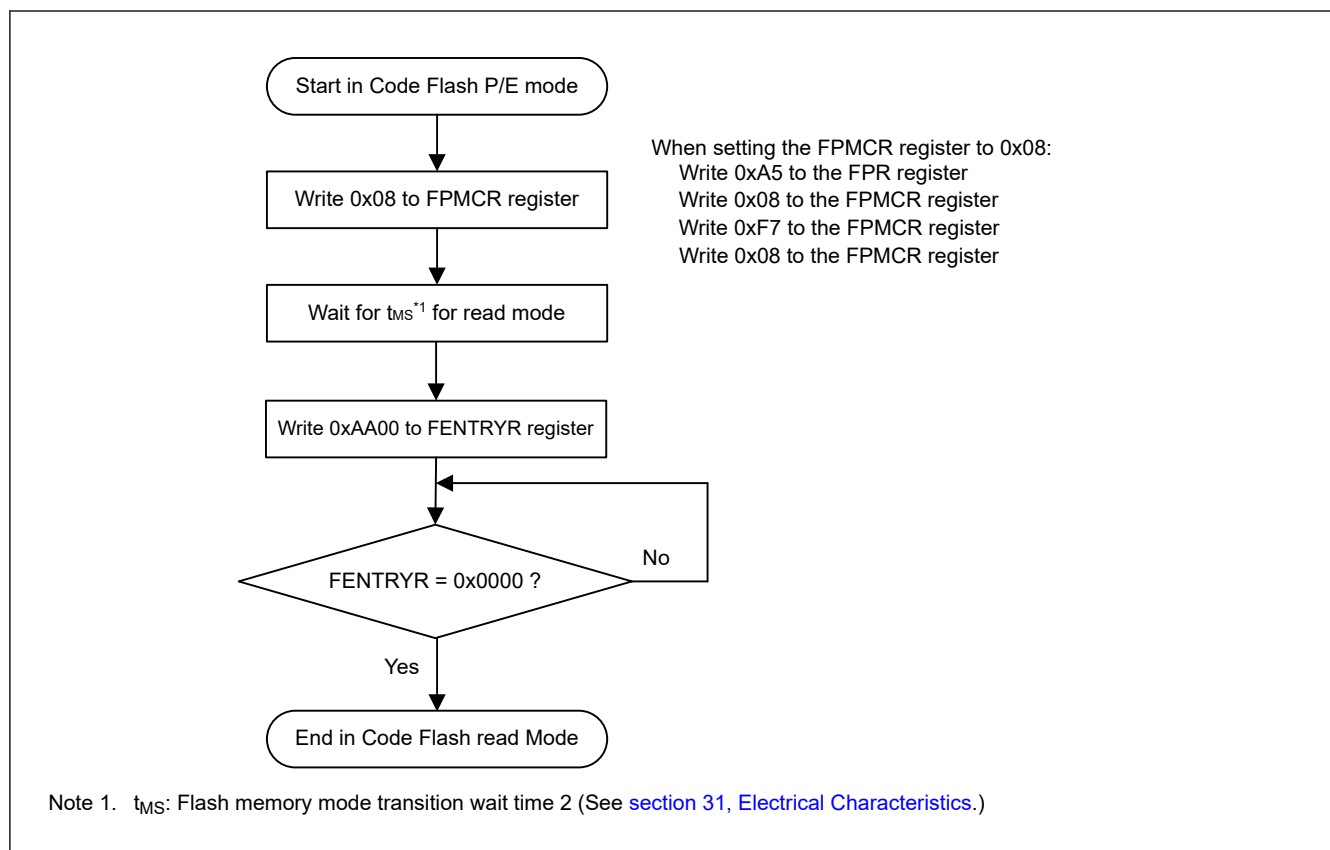 Start in Code Flash P/E mode
When setting the FPMCR register to 0x08:
Write 0xA5 to the FPR register
Write 0x08 to the FPMCR register
Write 0xF7 to the FPMCR register
Write 0x08 to the FPMCR register
Write 0x08 to FPMCR register
Wait for tMS*1 for read mode
Write 0xAA00 to FENTRYR register
FENTRYR = 0x0000 ?
No
Yes
End in Code Flash read Mode
Note 1. tMS: Flash memory mode transition wait time 2 (See section 31, Electrical Characteristics.)